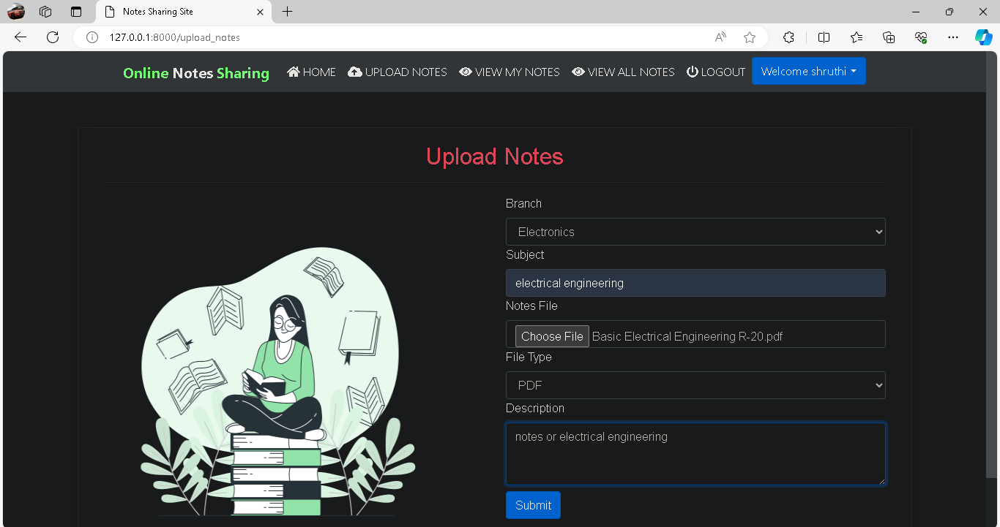 Notes Sharing Site
127.0.0.1:8000/upload_notes
Online Notes Sharing HOME UPLOAD NOTES VIEW MY NOTES VIEW ALL NOTES LOGOUT Welcome shruthi
Upload Notes
Branch
Electronics
Subject
electrical engineering
Notes File
Choose File Basic Electrical Engineering R-20.pdf
File Type
PDF
Description
notes or electrical engineering
Submit